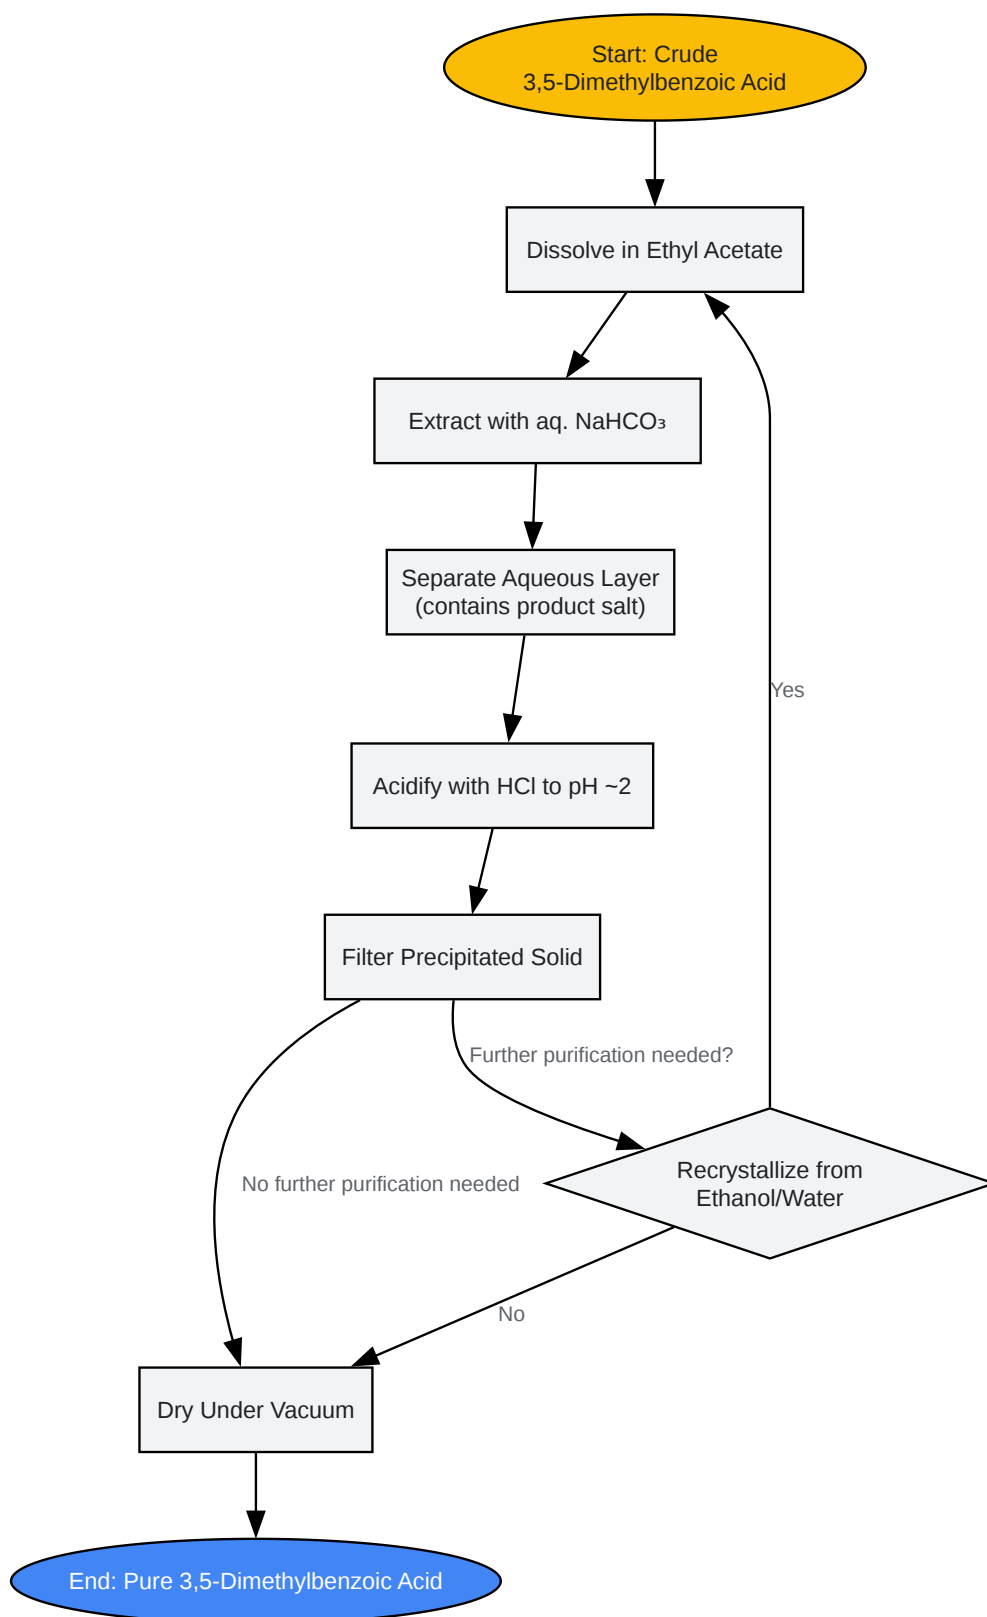 Start: Crude
3,5-Dimethylbenzoic Acid
Dissolve in Ethyl Acetate
Extract with aq. NaHCO₃
Separate Aqueous Layer
(contains product salt)
Yes
Acidify with HCl to pH ~2
Filter Precipitated Solid
Further purification needed?
No further purification needed
Recrystallize from
Ethanol/Water
No
Dry Under Vacuum
End: Pure 3,5-Dimethylbenzoic Acid